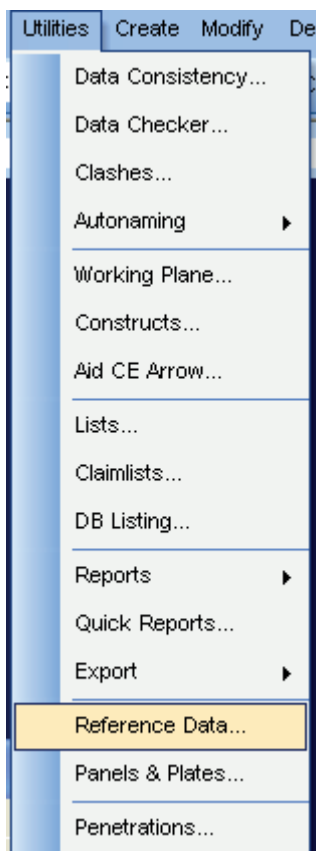 Utilities Create Modify De
Data Consistency...
Data Checker...
Clashes...
Autonaming
Working Plane...
Constructs...
Aid CE Arrow...
Lists...
Claimlists...
DB Listing...
Reports
Quick Reports...
Export
Reference Data...
Panels & Plates...
Penetrations...